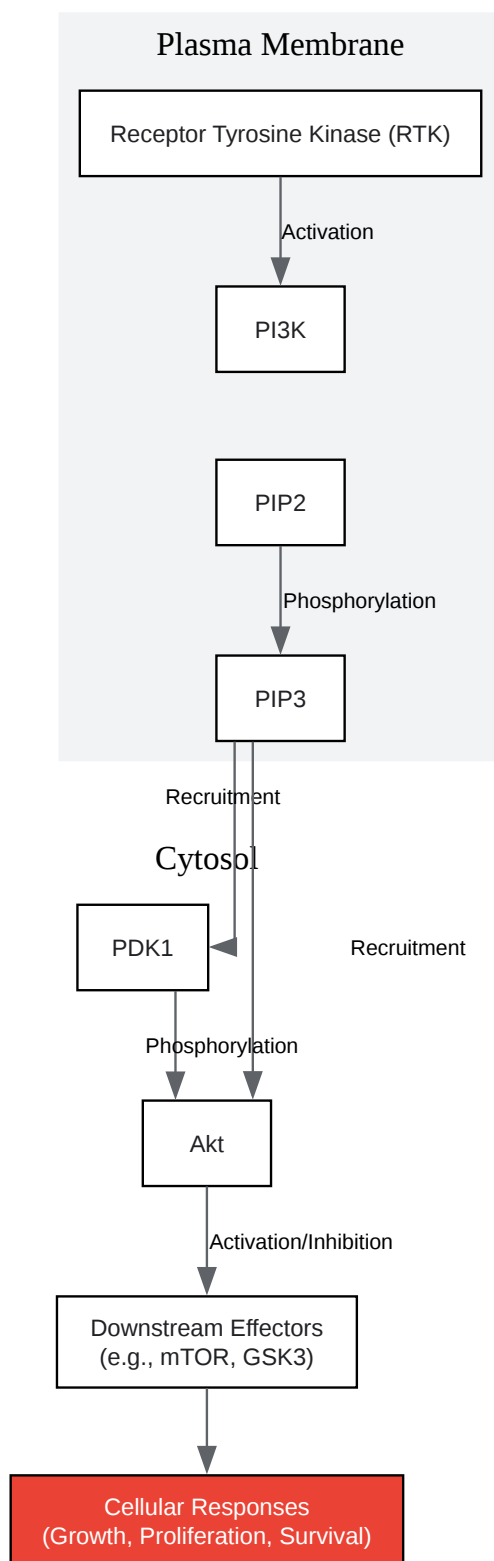 Plasma Membrane
Receptor Tyrosine Kinase (RTK)
Activation
PI3K
PIP2
Phosphorylation
PIP3
Recruitment
Cytosol
PDK1
Recruitment
Phosphorylation
Akt
Activation/Inhibition
Downstream Effectors
(e.g., mTOR, GSK3)
Cellular Responses
(Growth, Proliferation, Survival)